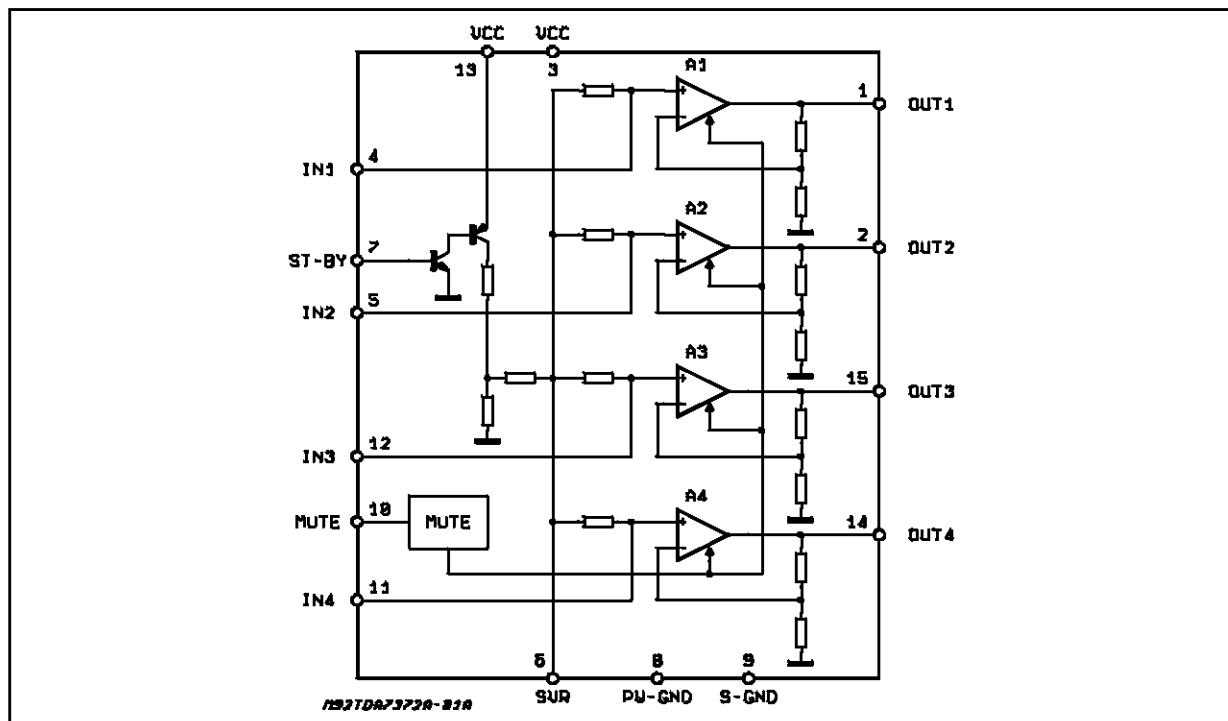 VCC VCC
13 3
A1
1 OUT1
4
IN1
A2
2 OUT2
7
ST-BY
5
IN2
A3
15 OUT3
12
IN3
A4
MUTE 10 MUTE
14 OUT4
11
IN4
6 8 9
SVR PW-GND S-GND
M92TDA7372A-01A